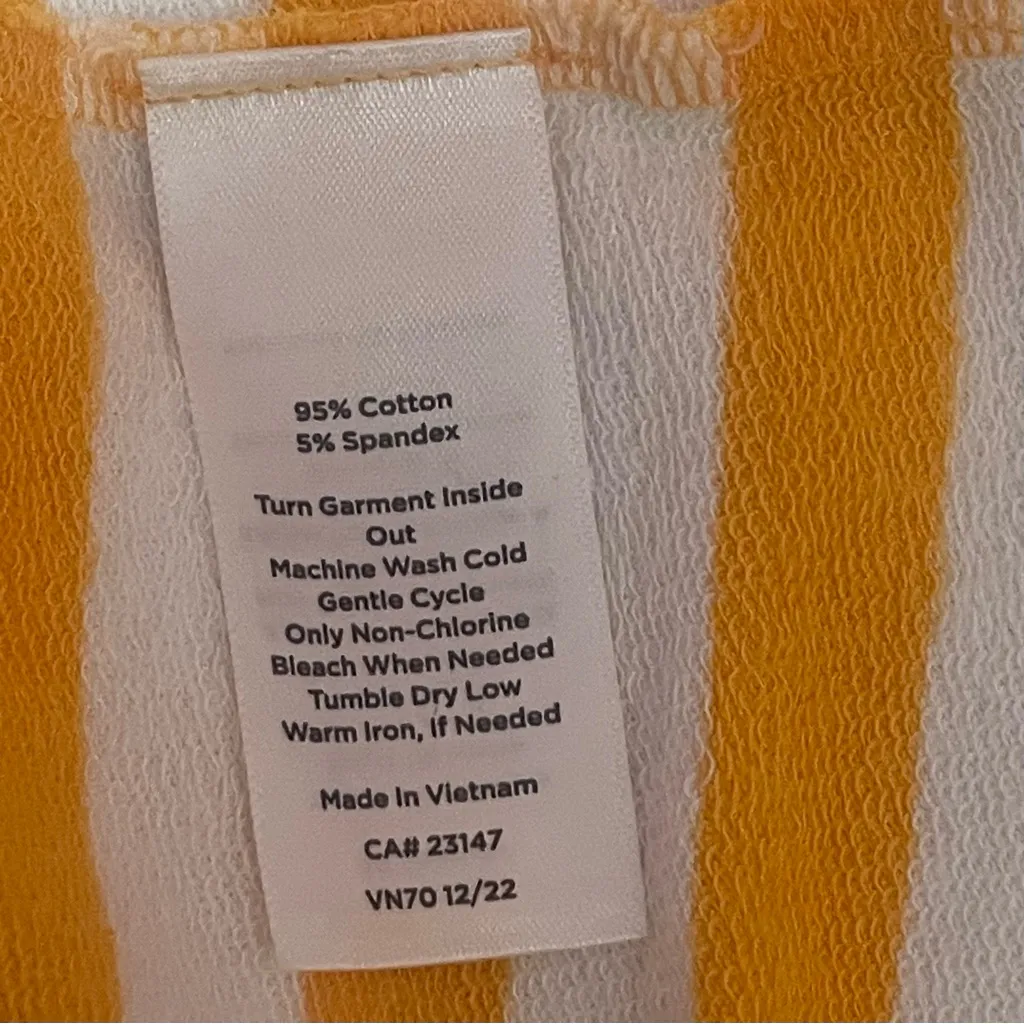 95% Cotton
5% Spandex
Turn Garment Inside
Out
Machine Wash Cold
Gentle Cycle
Only Non-Chlorine
Bleach When Needed
Tumble Dry Low
Warm Iron, If Needed
Made In Vietnam
CA# 23147
VN70 12/22